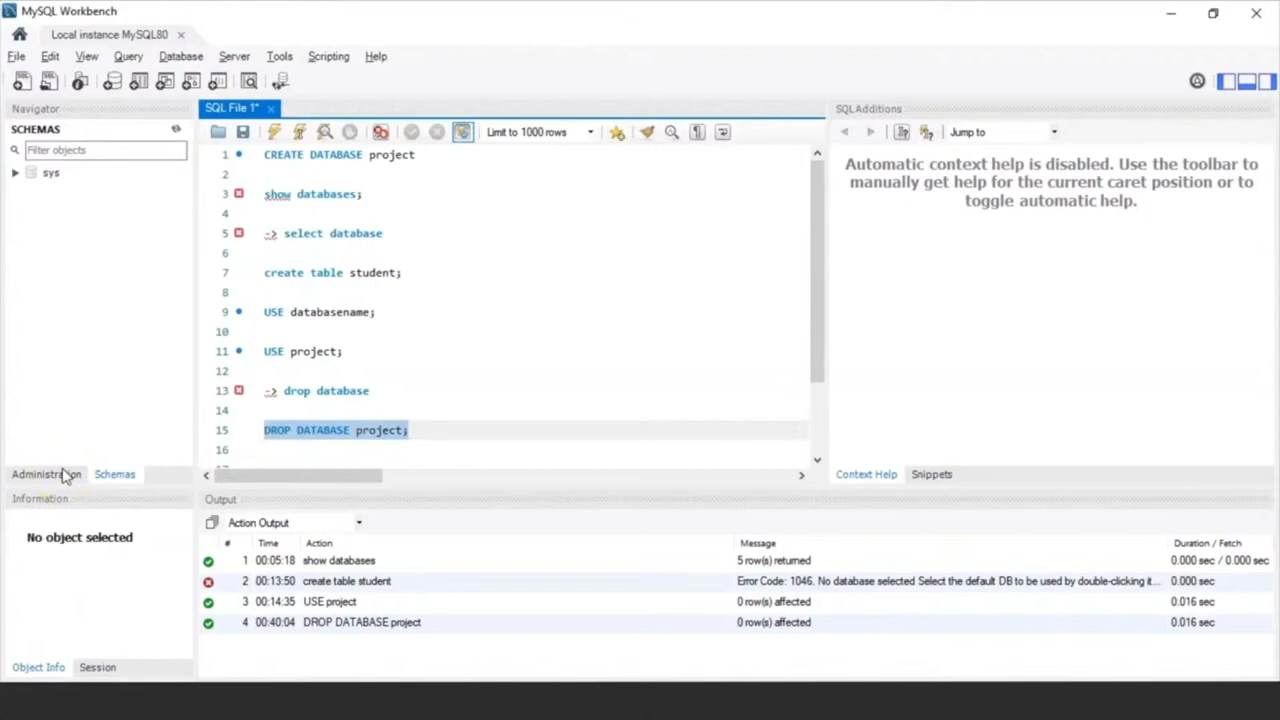 MySQL Workbench
Local instance MySQL80
File Edit View Query Database Server Tools Scripting Help
Navigator
SCHEMAS
Filter objects
sys
Administration Schemas
Information
No object selected
Object Info Session
SQL File 1*
Limit to 1000 rows
1 CREATE DATABASE project
2
3 show databases;
4
5 -> select database
6
7 create table student;
8
9 USE databasename;
10
11 USE project;
12
13 -> drop database
14
15 DROP DATABASE project;
16
SQLAdditions
Jump to
Automatic context help is disabled. Use the toolbar to
manually get help for the current caret position or to
toggle automatic help.
Context Help Snippets
Output
Action Output
# Time Action Message Duration / Fetch
1 00:05:18 show databases 5 row(s) returned 0.000 sec / 0.000 sec
2 00:13:50 create table student Error Code: 1046. No database selected Select the default DB to be used by double-clicking it... 0.000 sec
3 00:14:35 USE project 0 row(s) affected 0.016 sec
4 00:40:04 DROP DATABASE project 0 row(s) affected 0.016 sec